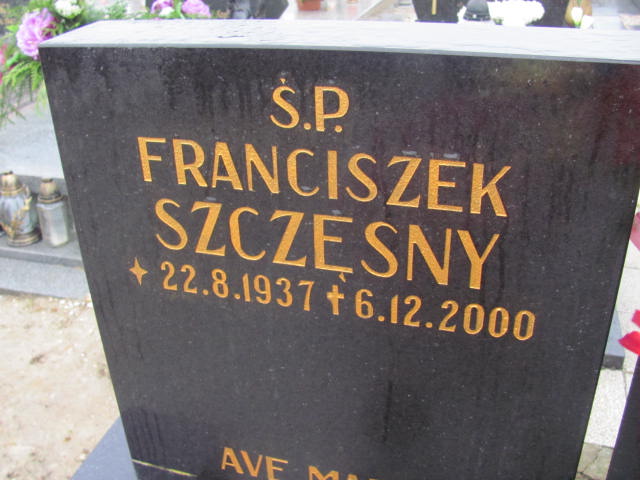 Ś.P.
FRANCISZEK
SZCZĘSNY
✦ 22.8.1937 ✝ 6.12.2000
AVE